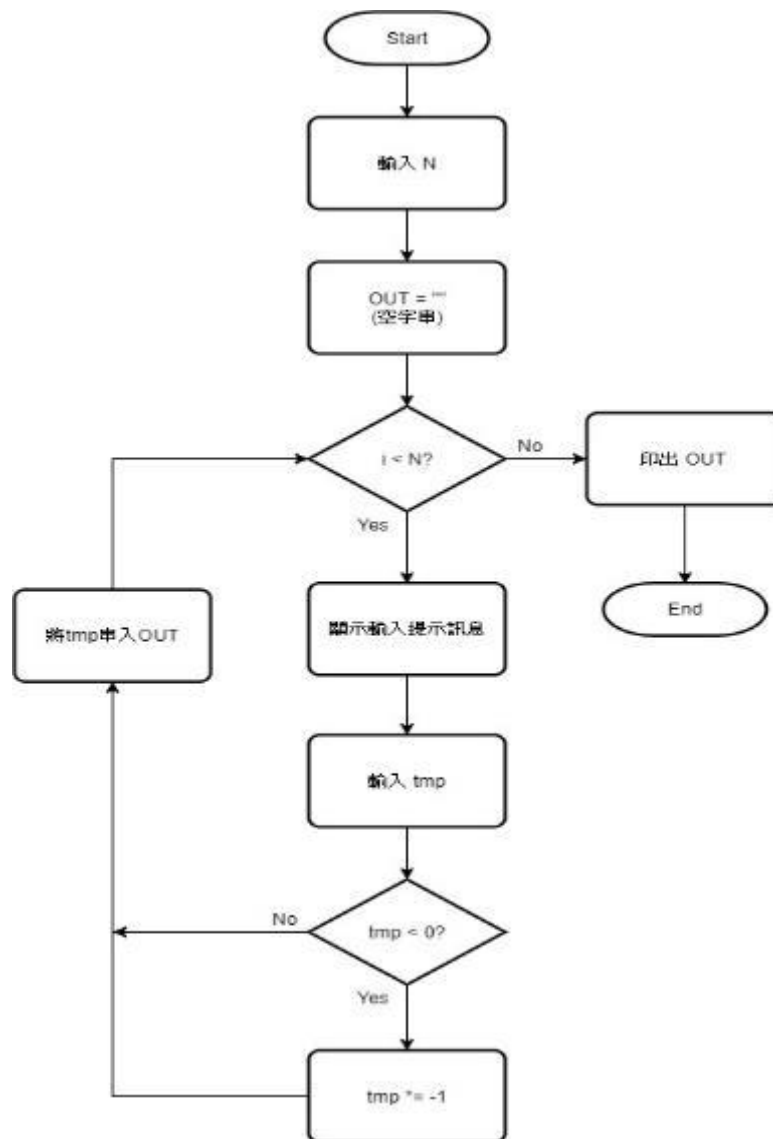 Start
輸入 N
OUT = ""
(空字串)
i < N?
No
印出 OUT
Yes
End
顯示輸入提示訊息
將tmp串入OUT
輸入 tmp
No
tmp < 0?
Yes
tmp *= -1